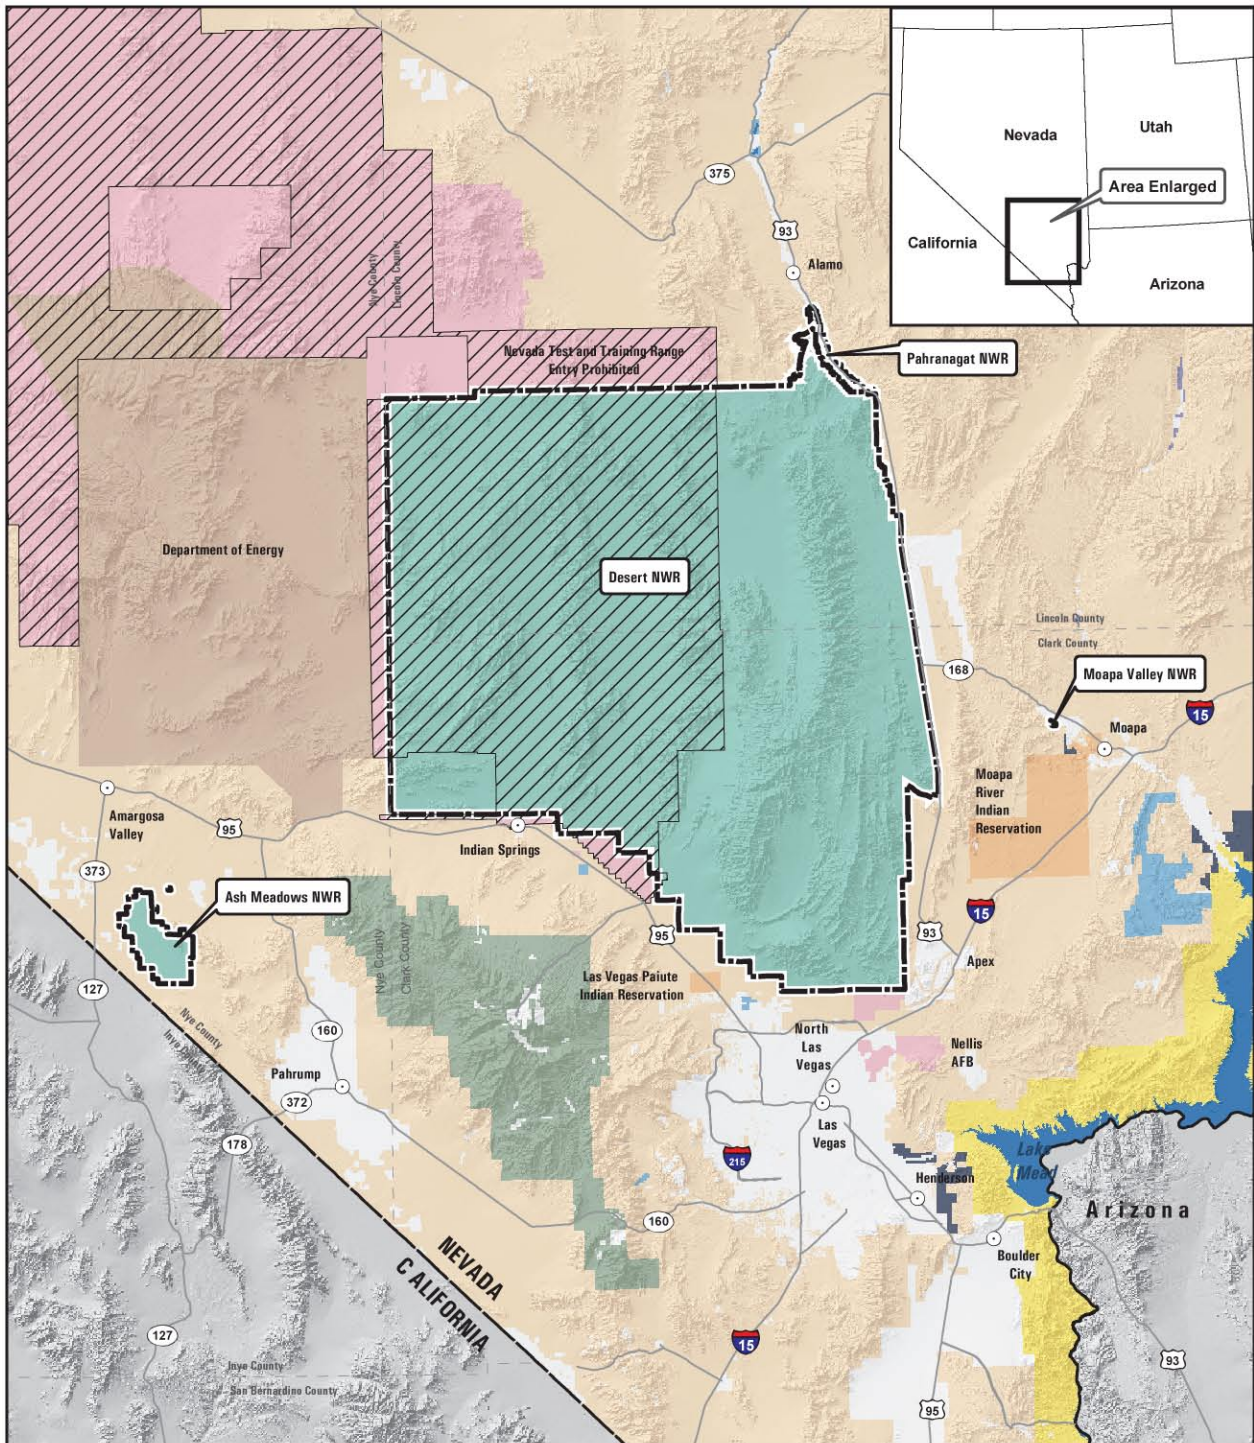 Nevada
Utah
Area Enlarged
California
Arizona
375
93
Alamo
Nye County
Lincoln County
Nevada Test and Training Range
Entry Prohibited
Pahranagat NWR
Department of Energy
Desert NWR
Lincoln County
Clark County
168
Moapa Valley NWR
15
Moapa
Moapa
River
Indian
Reservation
Amargosa
Valley
95
Indian Springs
373
Ash Meadows NWR
15
95
93
Apex
Nye County
Clark County
Las Vegas Paiute
Indian Reservation
127
Nye County
160
North
Las
Vegas
Nellis
AFB
Pahrump
372
Las
Vegas
178
215
Lake
Mead
Henderson
Arizona
160
Boulder
City
NEVADA
CALIFORNIA
127
15
93
Inyo County
San Bernardino County
95